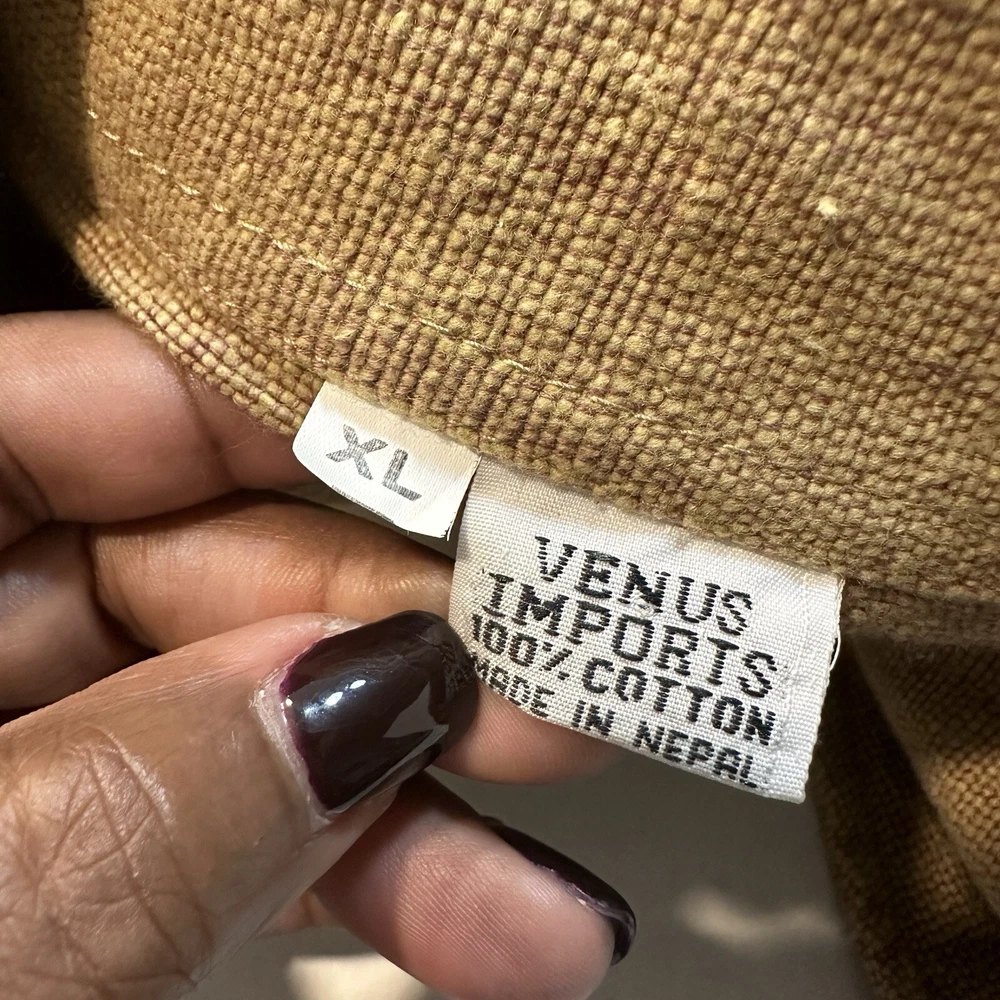 XL
VENUS
IMPORTS
100% COTTON
MADE IN NEPAL